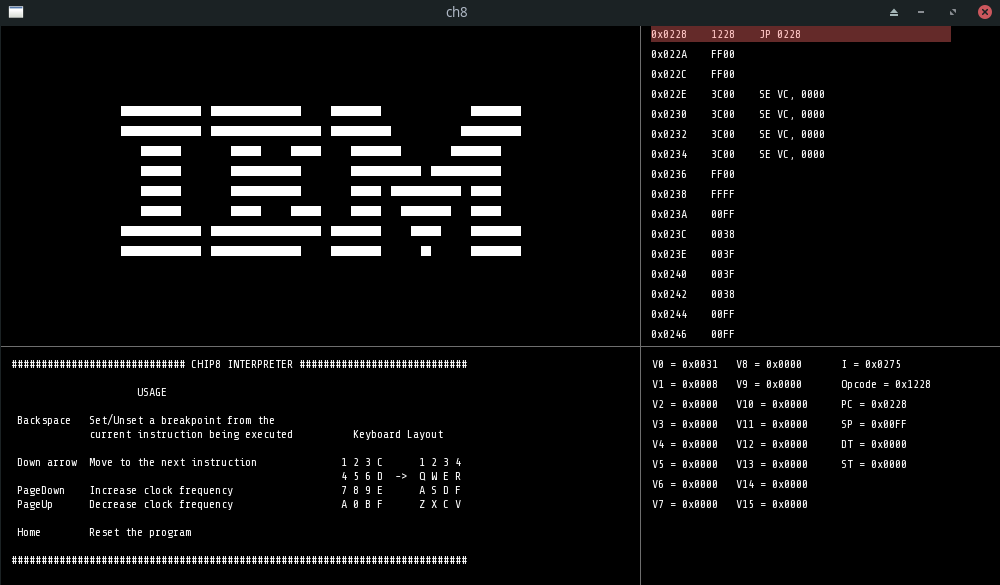 ch8
IBM
0x0228 1228 JP 0228
0x022A FF00
0x022C FF00
0x022E 3C00 SE VC, 0000
0x0230 3C00 SE VC, 0000
0x0232 3C00 SE VC, 0000
0x0234 3C00 SE VC, 0000
0x0236 FF00
0x0238 FFFF
0x023A 00FF
0x023C 0038
0x023E 003F
0x0240 003F
0x0242 0038
0x0244 00FF
0x0246 00FF
############################# CHIP8 INTERPRETER ############################
USAGE
Backspace Set/Unset a breakpoint from the
current instruction being executed Keyboard Layout
Down arrow Move to the next instruction 1 2 3 C 1 2 3 4
4 5 6 D -> Q W E R
PageDown Increase clock frequency 7 8 9 E A S D F
PageUp Decrease clock frequency A 0 B F Z X C V
Home Reset the program
############################################################################
V0 = 0x0031 V8 = 0x0000 I = 0x0275
V1 = 0x0008 V9 = 0x0000 Opcode = 0x1228
V2 = 0x0000 V10 = 0x0000 PC = 0x0228
V3 = 0x0000 V11 = 0x0000 SP = 0x00FF
V4 = 0x0000 V12 = 0x0000 DT = 0x0000
V5 = 0x0000 V13 = 0x0000 ST = 0x0000
V6 = 0x0000 V14 = 0x0000
V7 = 0x0000 V15 = 0x0000